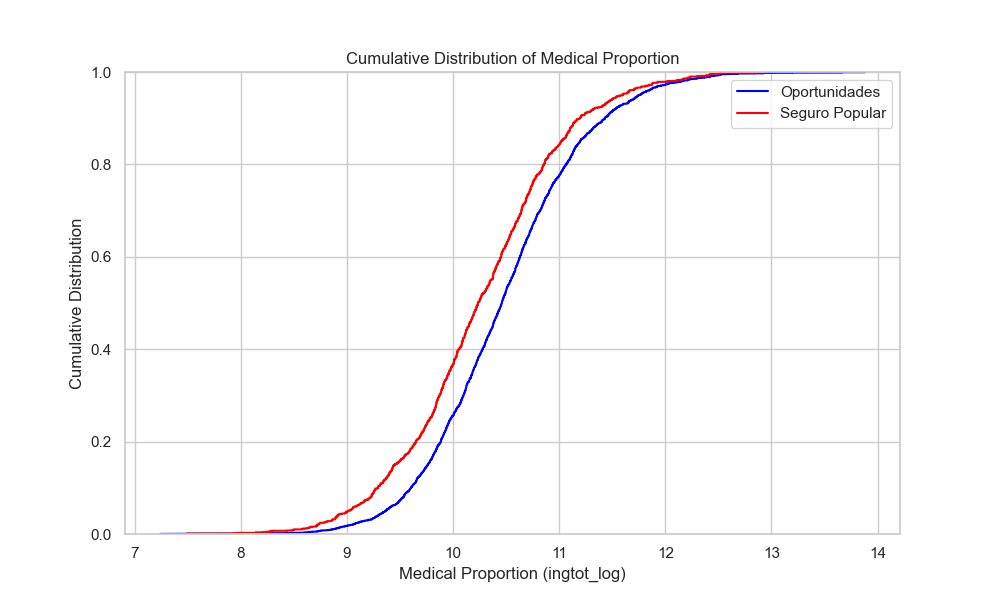 Cumulative Distribution of Medical Proportion
Oportunidades
Seguro Popular
Cumulative Distribution
1.0
0.8
0.6
0.4
0.2
0.0
7 8 9 10 11 12 13 14
Medical Proportion (ingtot_log)